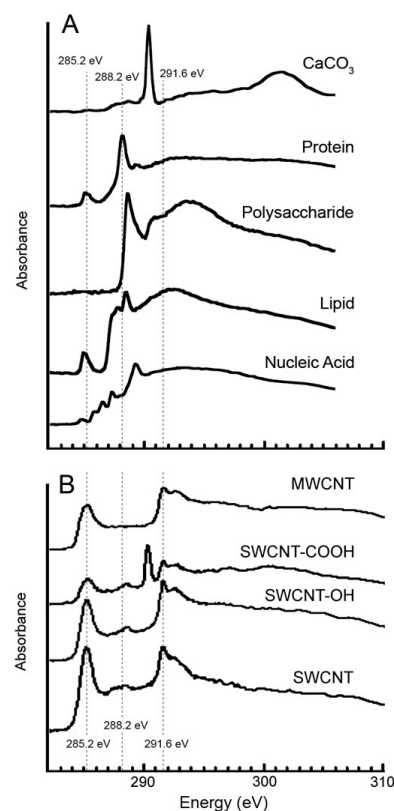 A
285.2 eV
288.2 eV
291.6 eV
CaCO3
Protein
Polysaccharide
Lipid
Nucleic Acid
Absorbance
B
MWCNT
SWCNT-COOH
SWCNT-OH
SWCNT
288.2 eV
285.2 eV
291.6 eV
Absorbance
290
300
310
Energy (eV)